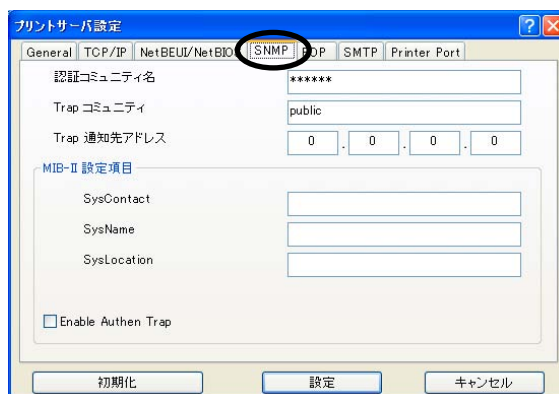 プリントサーバ設定
General TCP/IP NetBEUI/NetBIO SNMP POP SMTP Printer Port
認証コミュニティ名 ******
Trap コミュニティ public
Trap 通知先アドレス 0 . 0 . 0 . 0
MIB-II 設定項目
SysContact
SysName
SysLocation
Enable Authen Trap
初期化 設定 キャンセル